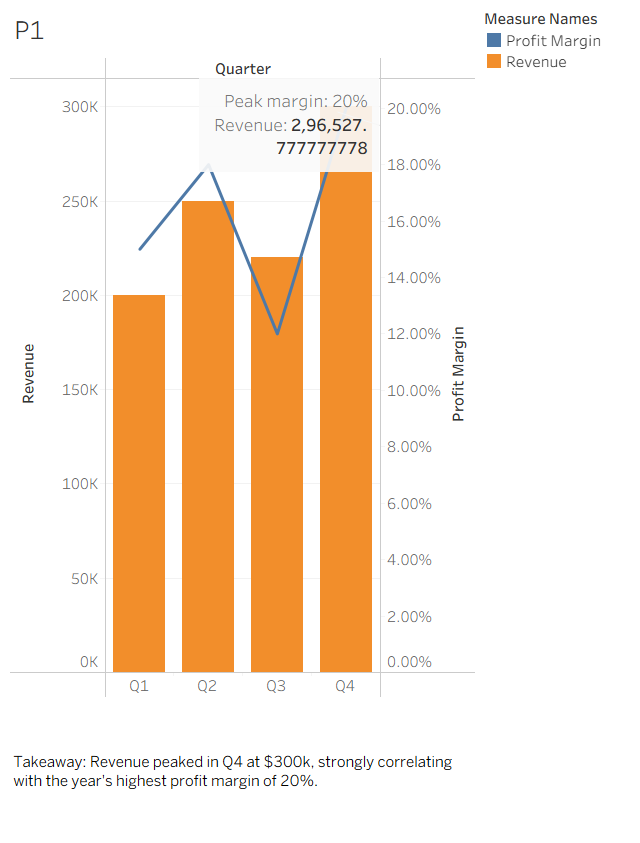 P1
Measure Names
Profit Margin
Revenue
Quarter
Peak margin: 20%
Revenue: 2,96,527.
777777778
300K
250K
200K
150K
100K
50K
0K
Revenue
20.00%
18.00%
16.00%
14.00%
12.00%
10.00%
8.00%
6.00%
4.00%
2.00%
0.00%
Profit Margin
Q1 Q2 Q3 Q4
Takeaway: Revenue peaked in Q4 at $300k, strongly correlating
with the year's highest profit margin of 20%.